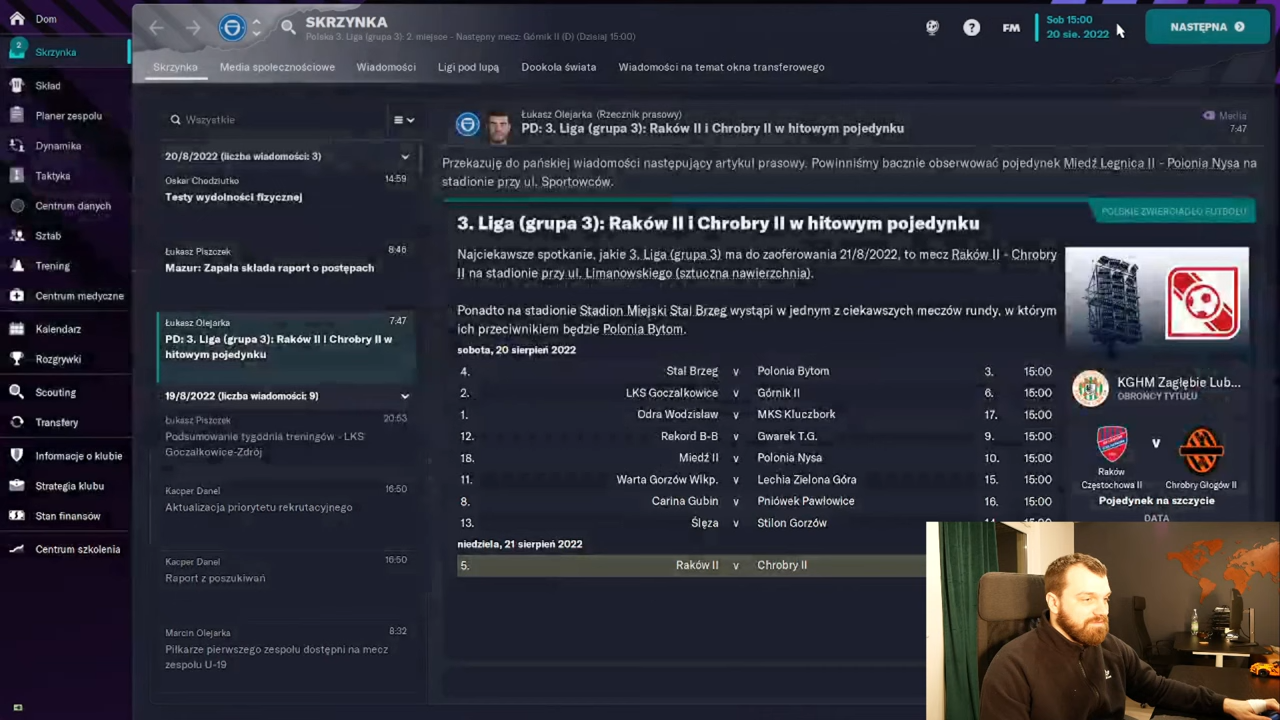 Dom
2
Skrzynka
Skład
Planer zespołu
Dynamika
Taktyka
Centrum danych
Sztab
Trening
Centrum medyczne
Kalendarz
Rozgrywki
Scouting
Transfery
Informacje o klubie
Strategia klubu
Stan finansów
Centrum szkolenia
SKRZYNKA
Polska 3. Liga (grupa 3): 2. miejsce - Następny mecz: Górnik II (D) (Dzisiaj 15:00)
FM
Sob 15:00
20 sie. 2022
NASTĘPNA
Skrzynka
Media społecznościowe
Wiadomości
Ligi pod lupą
Dookoła świata
Wiadomości na temat okna transferowego
Wszystkie
20/8/2022 (liczba wiadomości: 3)
Oskar Chodziutko 14:59
Testy wydolności fizycznej
Łukasz Piszczek 8:46
Mazur: Zapała składa raport o postępach
Łukasz Olejarka 7:47
PD: 3. Liga (grupa 3): Raków II i Chrobry II w
hitowym pojedynku
19/8/2022 (liczba wiadomości: 9)
Łukasz Piszczek 20:53
Podsumowanie tygodnia treningów - LKS
Goczałkowice-Zdrój
Kacper Danel 16:50
Aktualizacja priorytetu rekrutacyjnego
Kacper Danel 16:50
Raport z poszukiwań
Marcin Olejarka 8:32
Piłkarze pierwszego zespołu dostępni na mecz
zespołu U-19
Łukasz Olejarka (Rzecznik prasowy)
PD: 3. Liga (grupa 3): Raków II i Chrobry II w hitowym pojedynku
Media
7:47
Przekazuję do pańskiej wiadomości następujący artykuł prasowy. Powinniśmy bacznie obserwować pojedynek Miedź Legnica II - Polonia Nysa na
stadionie przy ul. Sportowców.
POLSKIE ZWIERCIADŁO FUTBOLU
3. Liga (grupa 3): Raków II i Chrobry II w hitowym pojedynku
Najciekawsze spotkanie, jakie 3. Liga (grupa 3) ma do zaoferowania 21/8/2022, to mecz Raków II - Chrobry
II na stadionie przy ul. Limanowskiego (sztuczna nawierzchnia).
Ponadto na stadionie Stadion Miejski Stal Brzeg wystąpi w jednym z ciekawszych meczów rundy, w którym
ich przeciwnikiem będzie Polonia Bytom.
sobota, 20 sierpień 2022
4. Stal Brzeg v Polonia Bytom 3. 15:00
2. LKS Goczalkowice v Górnik II 6. 15:00
1. Odra Wodzisław v MKS Kluczbork 17. 15:00
12. Rekord B-B v Gwarek T.G. 9. 15:00
18. Miedź II v Polonia Nysa 10. 15:00
11. Warta Gorzów Wlkp. v Lechia Zielona Góra 15. 15:00
8. Carina Gubin v Pniówek Pawłowice 16. 15:00
13. Ślęza v Stilon Gorzów
niedziela, 21 sierpień 2022
5. Raków II v Chrobry II
KGHM Zagłębie Lub...
OBROŃCY TYTUŁU
v
Raków
Częstochowa II
Chrobry Głogów II
Pojedynek na szczycie
DATA